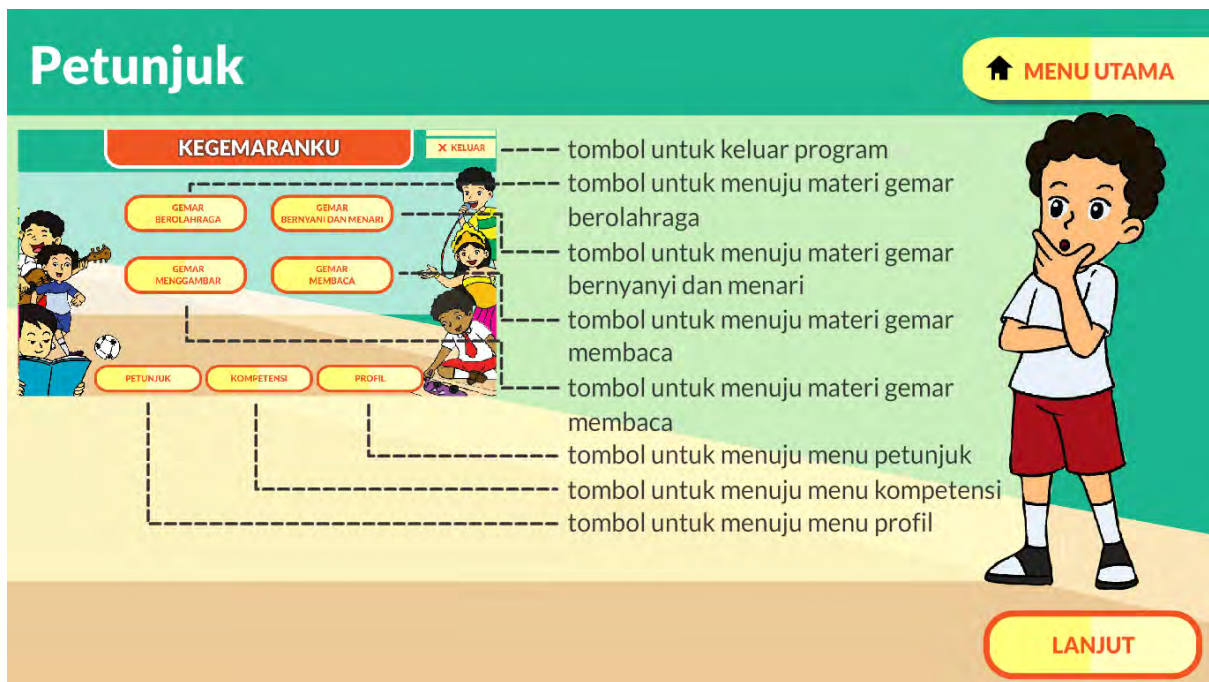 Petunjuk
MENU UTAMA
KEGEMARANKU
X KELUAR
GEMAR
BEROLAHRAGA
GEMAR
BERNYANI DAN MENARI
GEMAR
MENGGAMBAR
GEMAR
MEMBACA
PETUNJUK
KOMPETENSI
PROFIL
tombol untuk keluar program
tombol untuk menuju materi gemar
berolahraga
tombol untuk menuju materi gemar
bernyanyi dan menari
tombol untuk menuju materi gemar
membaca
tombol untuk menuju materi gemar
membaca
tombol untuk menuju menu petunjuk
tombol untuk menuju menu kompetensi
tombol untuk menuju menu profil
LANJUT